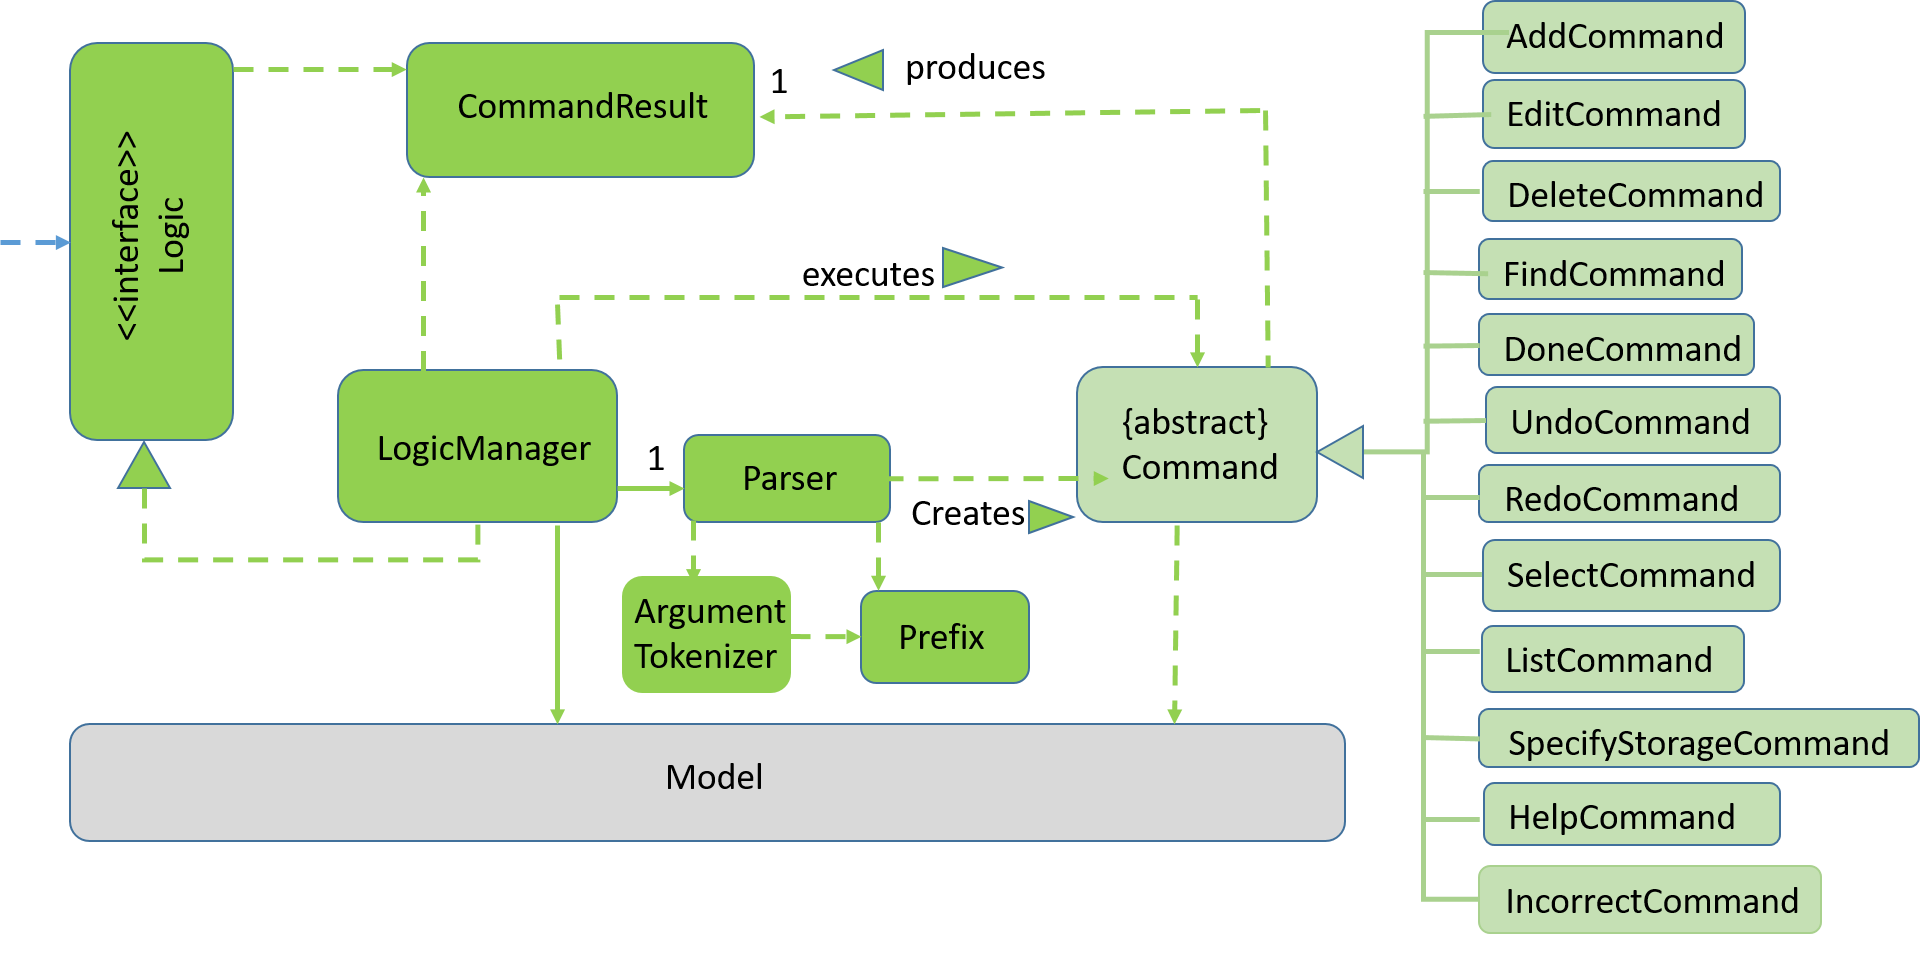 <<interface>>
Logic
CommandResult
1
produces
executes
LogicManager
1
Parser
Creates
{abstract}
Command
Argument
Tokenizer
Prefix
Model
AddCommand
EditCommand
DeleteCommand
FindCommand
DoneCommand
UndoCommand
RedoCommand
SelectCommand
ListCommand
SpecifyStorageCommand
HelpCommand
IncorrectCommand